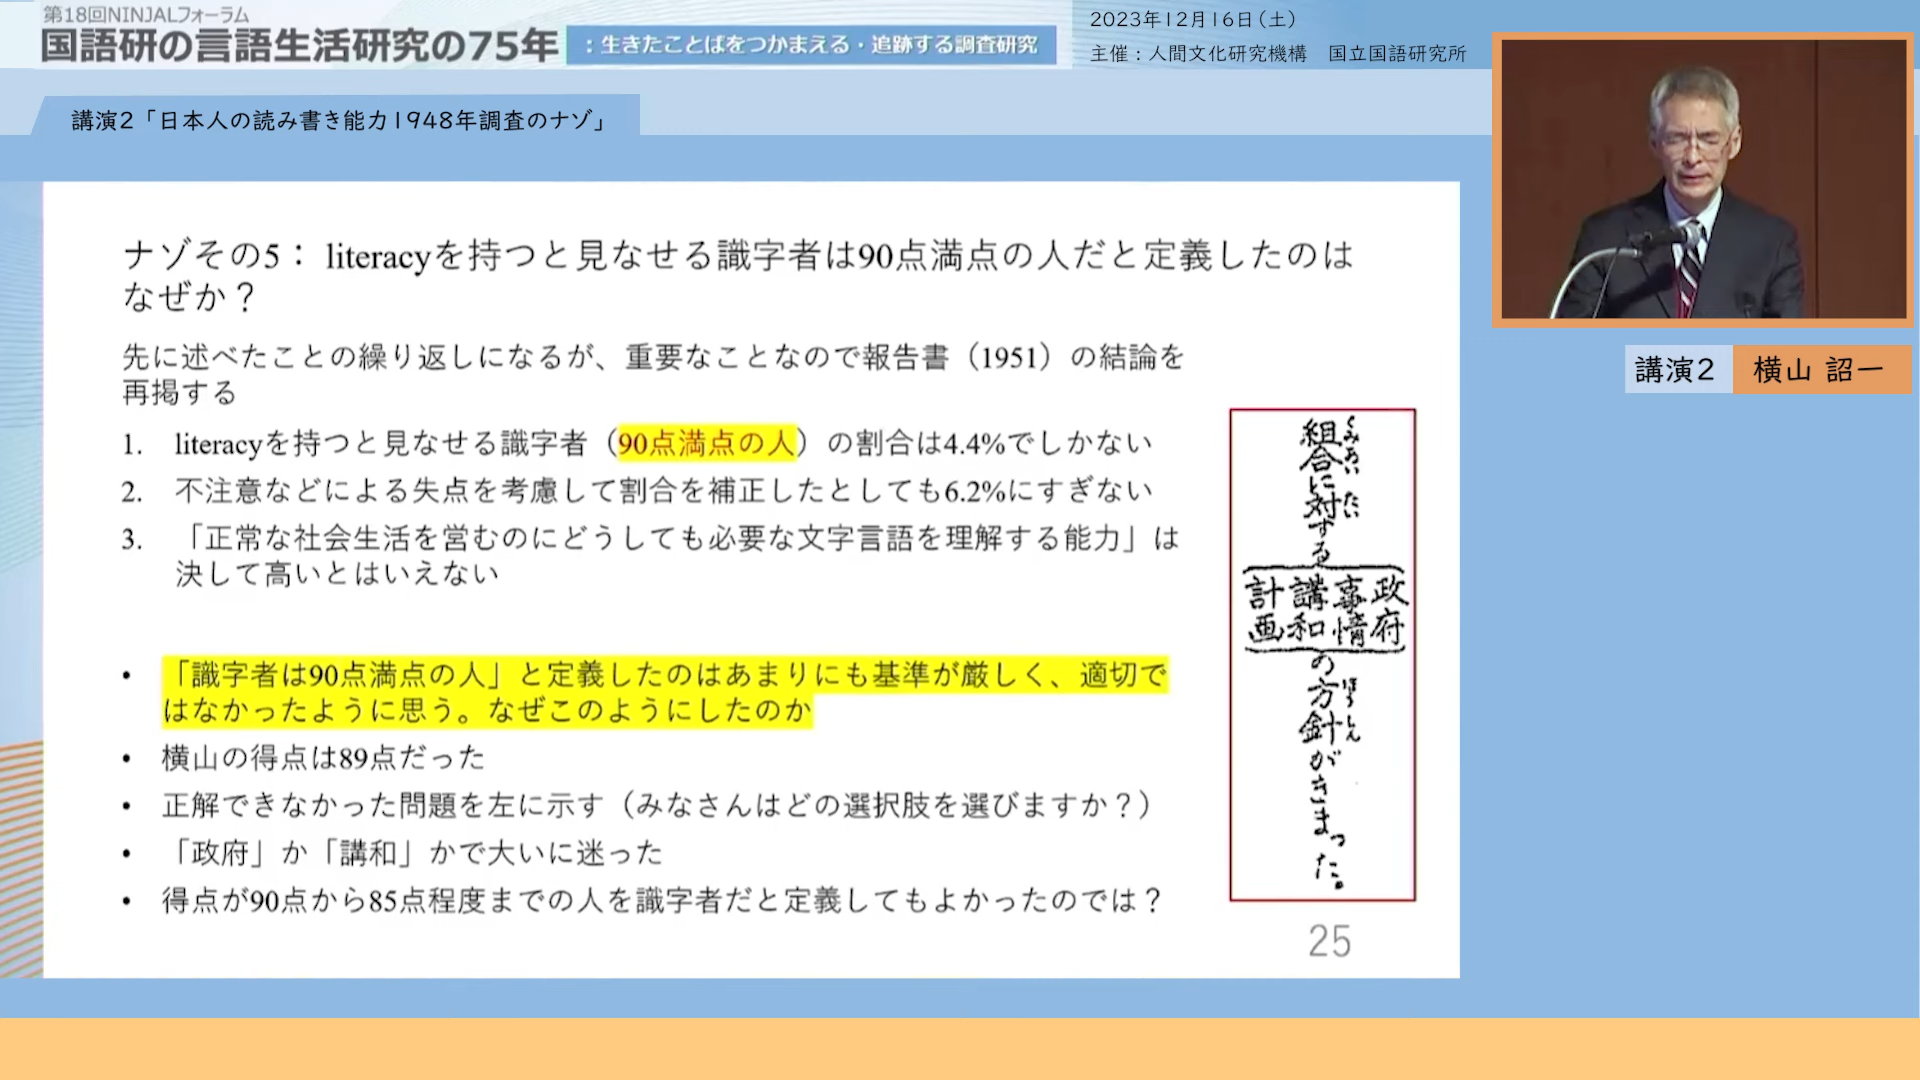 第18回NINJALフォーラム
国語研の言語生活研究の75年
：生きたことばをつかまえる・追跡する調査研究
2023年12月16日（土）
主催：人間文化研究機構　国立国語研究所
講演2「日本人の読み書き能力1948年調査のナゾ」
ナゾその5： literacyを持つと見なせる識字者は90点満点の人だと定義したのは
なぜか？
先に述べたことの繰り返しになるが、重要なことなので報告書（1951）の結論を
再掲する
1. literacyを持つと見なせる識字者（90点満点の人）の割合は4.4%でしかない
2. 不注意などによる失点を考慮して割合を補正したとしても6.2%にすぎない
3. 「正常な社会生活を営むのにどうしても必要な文字言語を理解する能力」は
決して高いとはいえない
• 「識字者は90点満点の人」と定義したのはあまりにも基準が厳しく、適切で
はなかったように思う。なぜこのようにしたのか
• 横山の得点は89点だった
• 正解できなかった問題を左に示す（みなさんはどの選択肢を選びますか？）
• 「政府」か「講和」かで大いに迷った
• 得点が90点から85点程度までの人を識字者だと定義してもよかったのでは？
くみあい たい
組合に対する
政府
事情
講和
計画
ほうしん
の方針がきまった。
25
講演2 横山 詔一